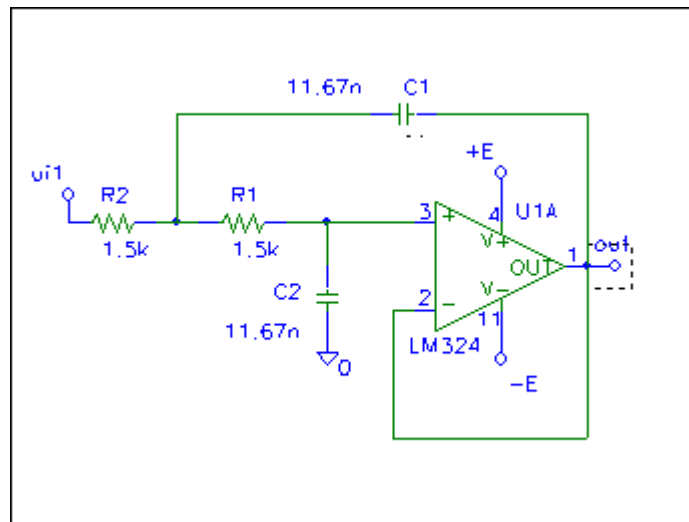 11.67n C1
+E
vi1
R2 R1 3 + 4 U1A
1.5k 1.5k V+ 1 out
OUT
C2 2 - V-
11.67n LM324 11
0
-E